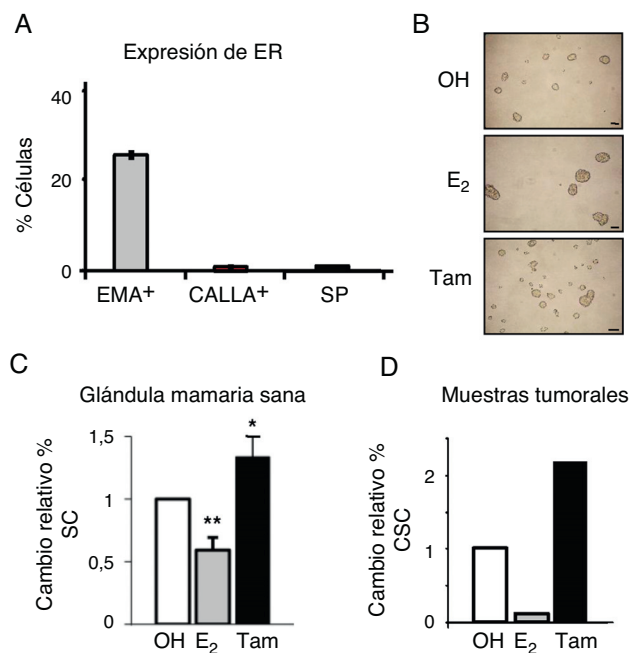 A
Expresión de ER
% Células
40
20
0
EMA+
CALLA+
SP
B
OH
E2
Tam
C
Glándula mamaria sana
Cambio relativo %
SC
1,5
1
0,5
0
*
**
OH
E2
Tam
D
Muestras tumorales
Cambio relativo %
CSC
2
1
0
OH
E2
Tam